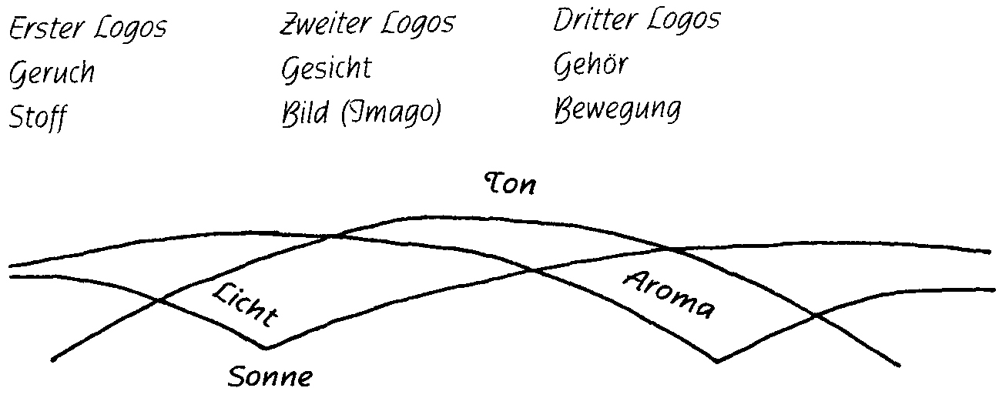 Erster Logos Zweiter Logos Dritter Logos
Geruch Gesicht Gehör
Stoff Bild (Imago) Bewegung
Ton
Licht
Aroma
Sonne